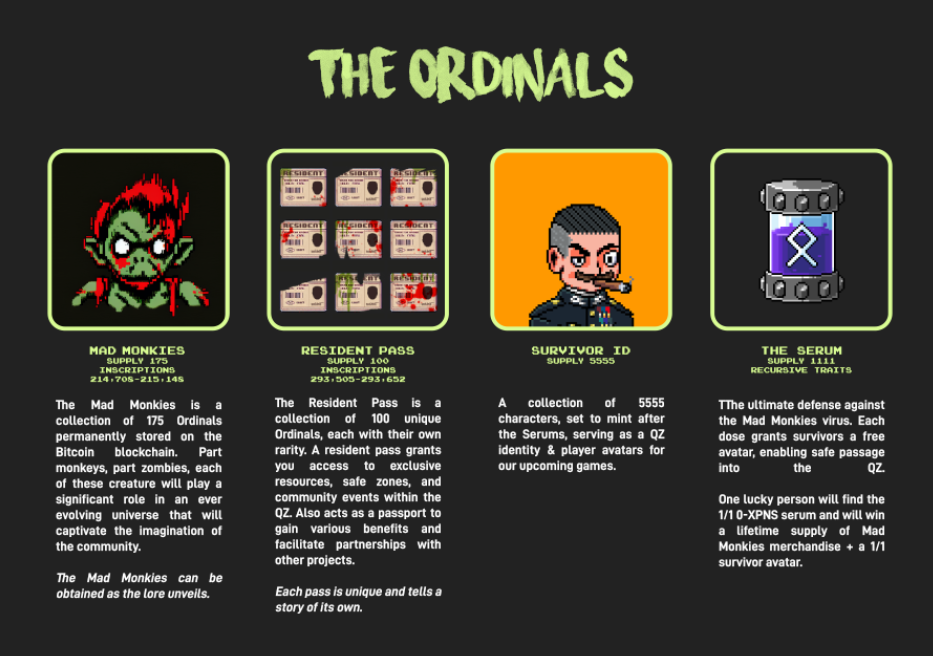 THE ORDINALS
MAD MONKIES
SUPPLY 175
INSCRIPTIONS
214;708-215;148
The Mad Monkies is a
collection of 175 Ordinals
permanently stored on the
Bitcoin blockchain. Part
monkeys, part zombies, each
of these creature will play a
significant role in an ever
evolving universe that will
captivate the imagination of
the community.
The Mad Monkies can be
obtained as the lore unveils.
RESIDENT PASS
SUPPLY 100
INSCRIPTIONS
293;505-293;652
The Resident Pass is a
collection of 100 unique
Ordinals, each with their own
rarity. A resident pass grants
you access to exclusive
resources, safe zones, and
community events within the
QZ. Also acts as a passport to
gain various benefits and
facilitate partnerships with
other projects.
Each pass is unique and tells a
story of its own.
SURVIVOR ID
SUPPLY 5555
A collection of 5555
characters, set to mint after
the Serums, serving as a QZ
identity & player avatars for
our upcoming games.
THE SERUM
SUPPLY 1111
RECURSIVE TRAITS
TThe ultimate defense against
the Mad Monkies virus. Each
dose grants survivors a free
avatar, enabling safe passage
into the QZ.
One lucky person will find the
1/1 0-XPNS serum and will win
a lifetime supply of Mad
Monkies merchandise + a 1/1
survivor avatar.